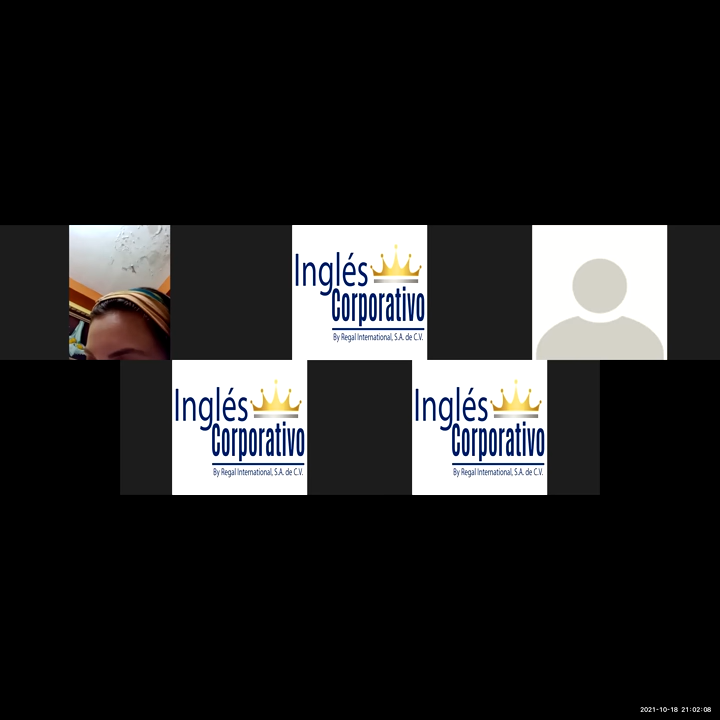 Inglés
Corporativo
By Regal International, S.A. de C.V.
Inglés
Corporativo
By Regal International, S.A. de C.V.
Inglés
Corporativo
By Regal International, S.A. de C.V.
2021-10-18 21:02:08